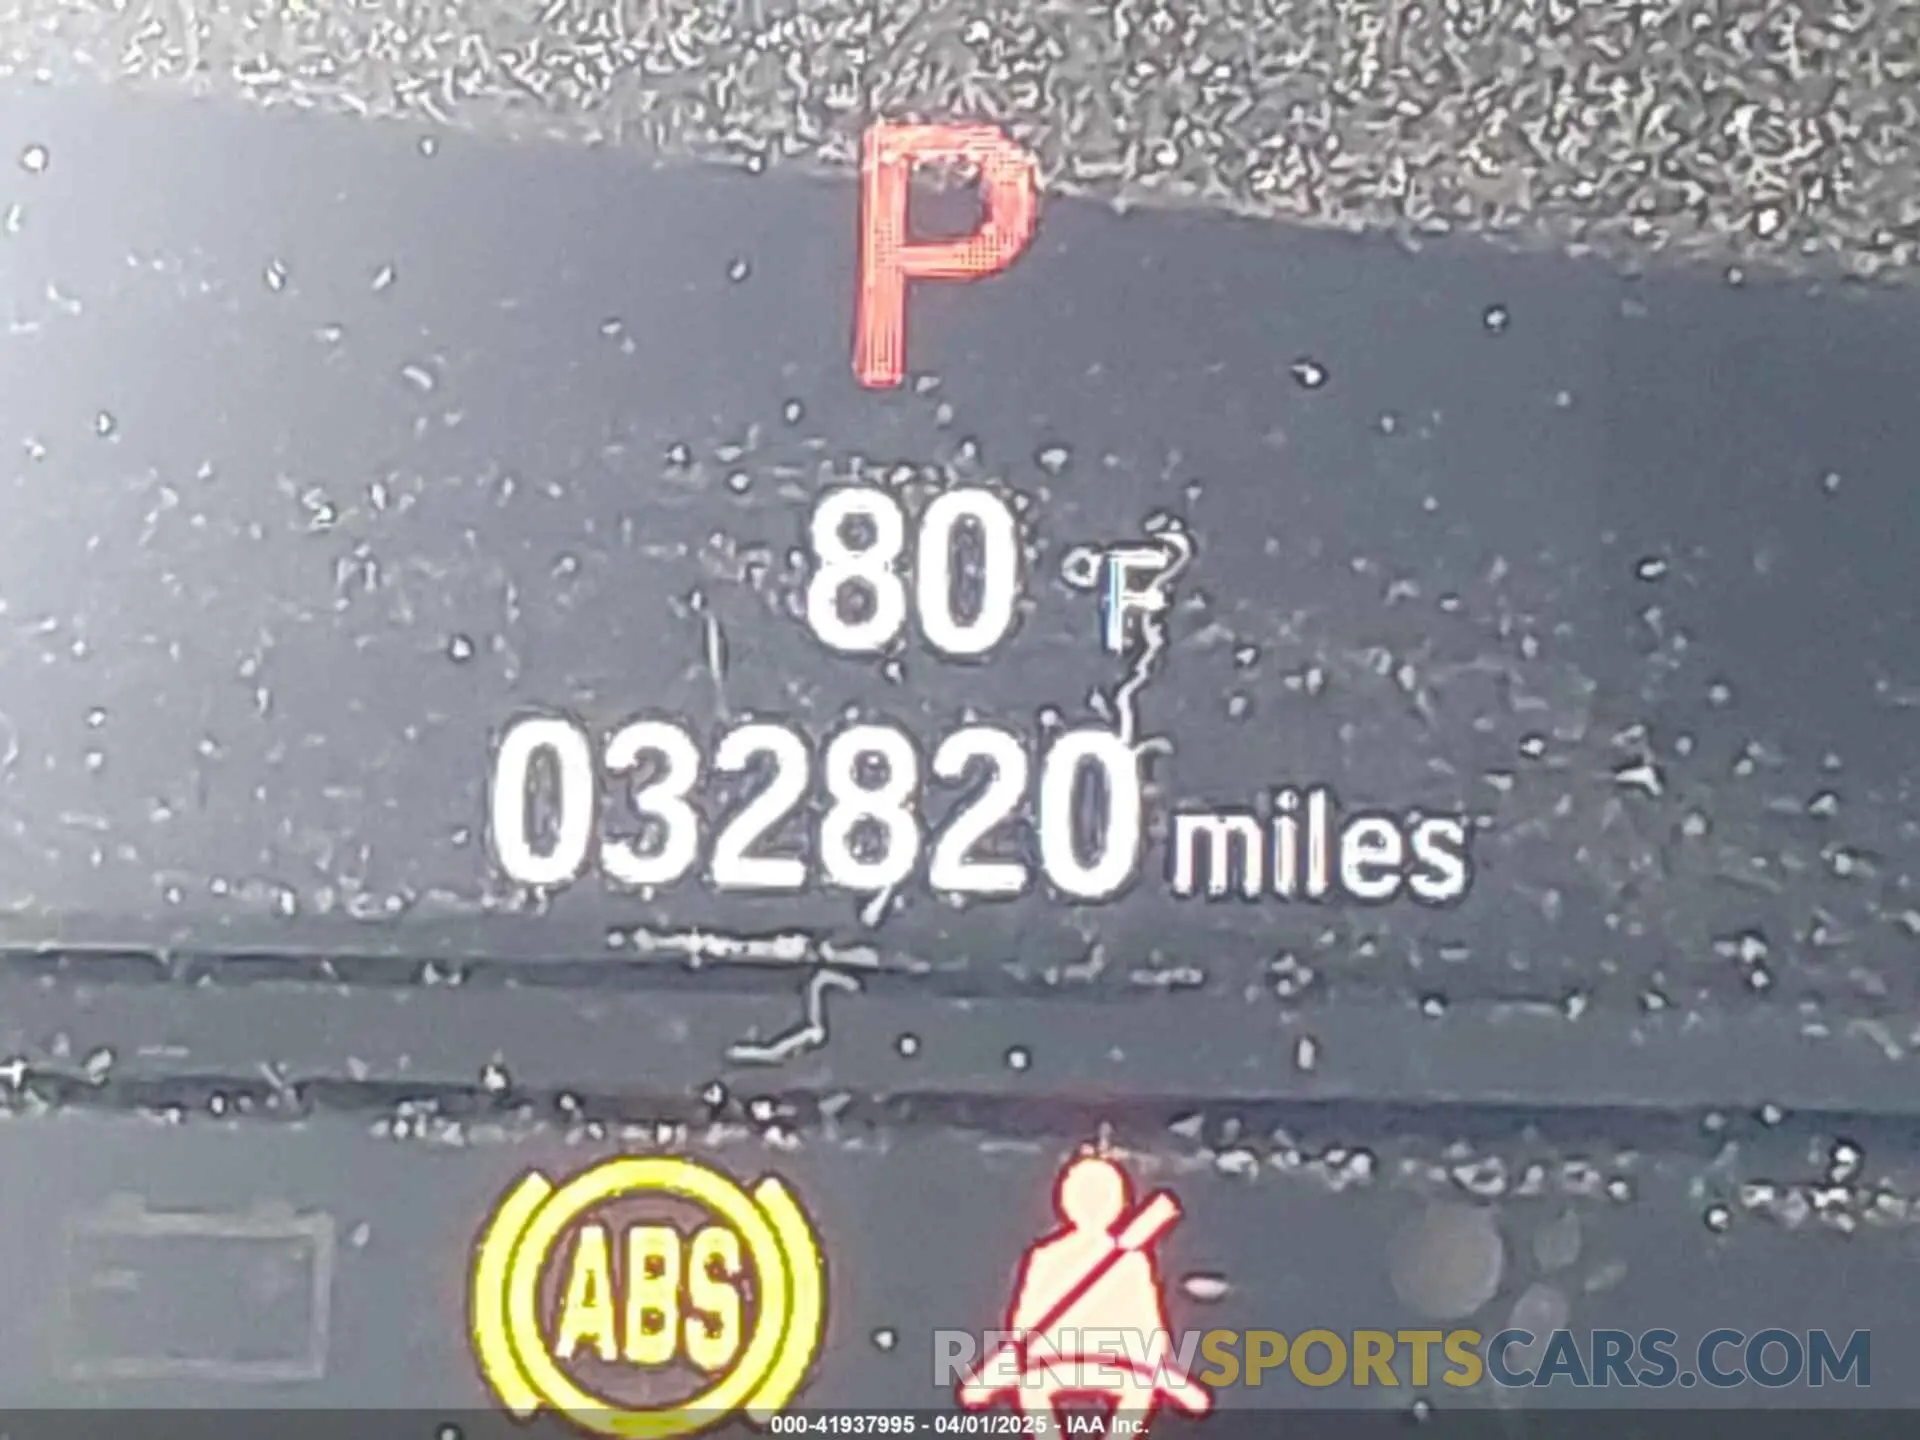 P
80 °F
032820 miles
ABS
RENEWSPORTSCARS.COM
000-41937995 - 04/01/2025 - IAA Inc.